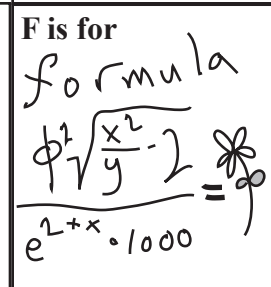 F is for
formula
ϕ²√(x²/y - 2) =
e^(2+x) • 1000